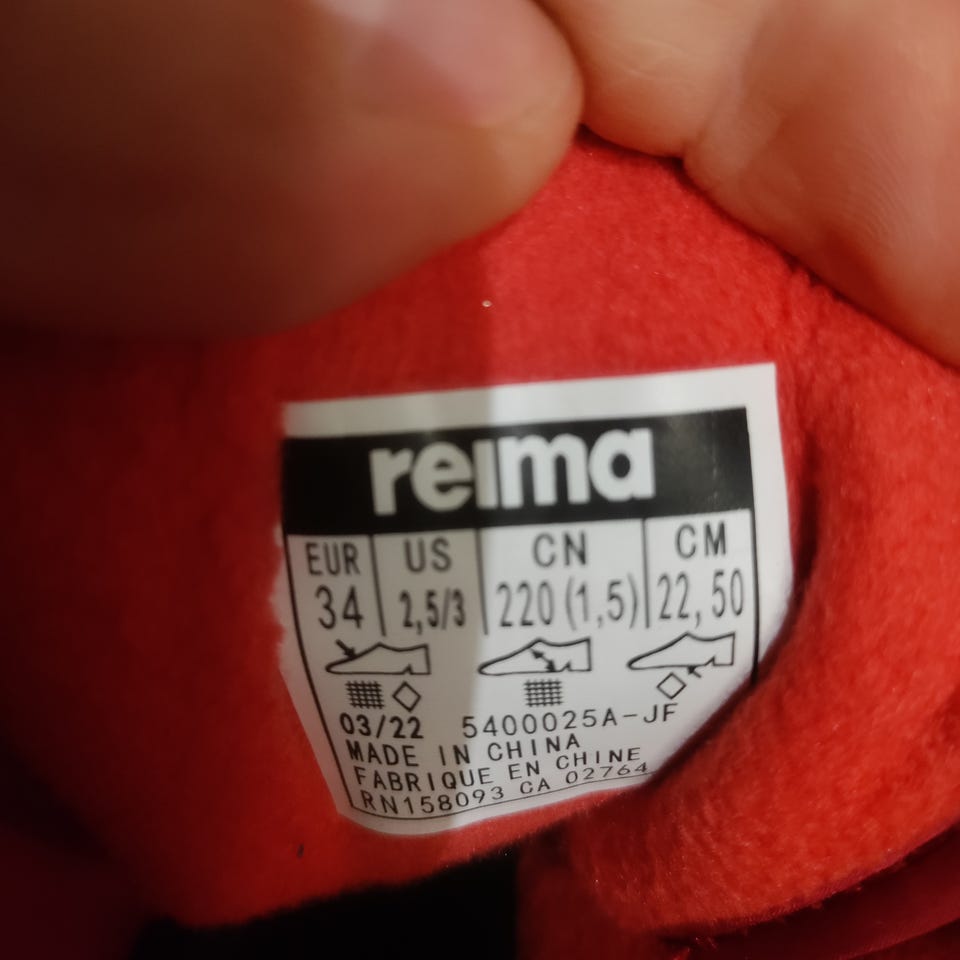 reima
EUR US CN CM
34 2,5/3 220(1,5) 22,50
03/22 5400025A-JF
MADE IN CHINA
FABRIQUE EN CHINE
RN158093 CA 02764